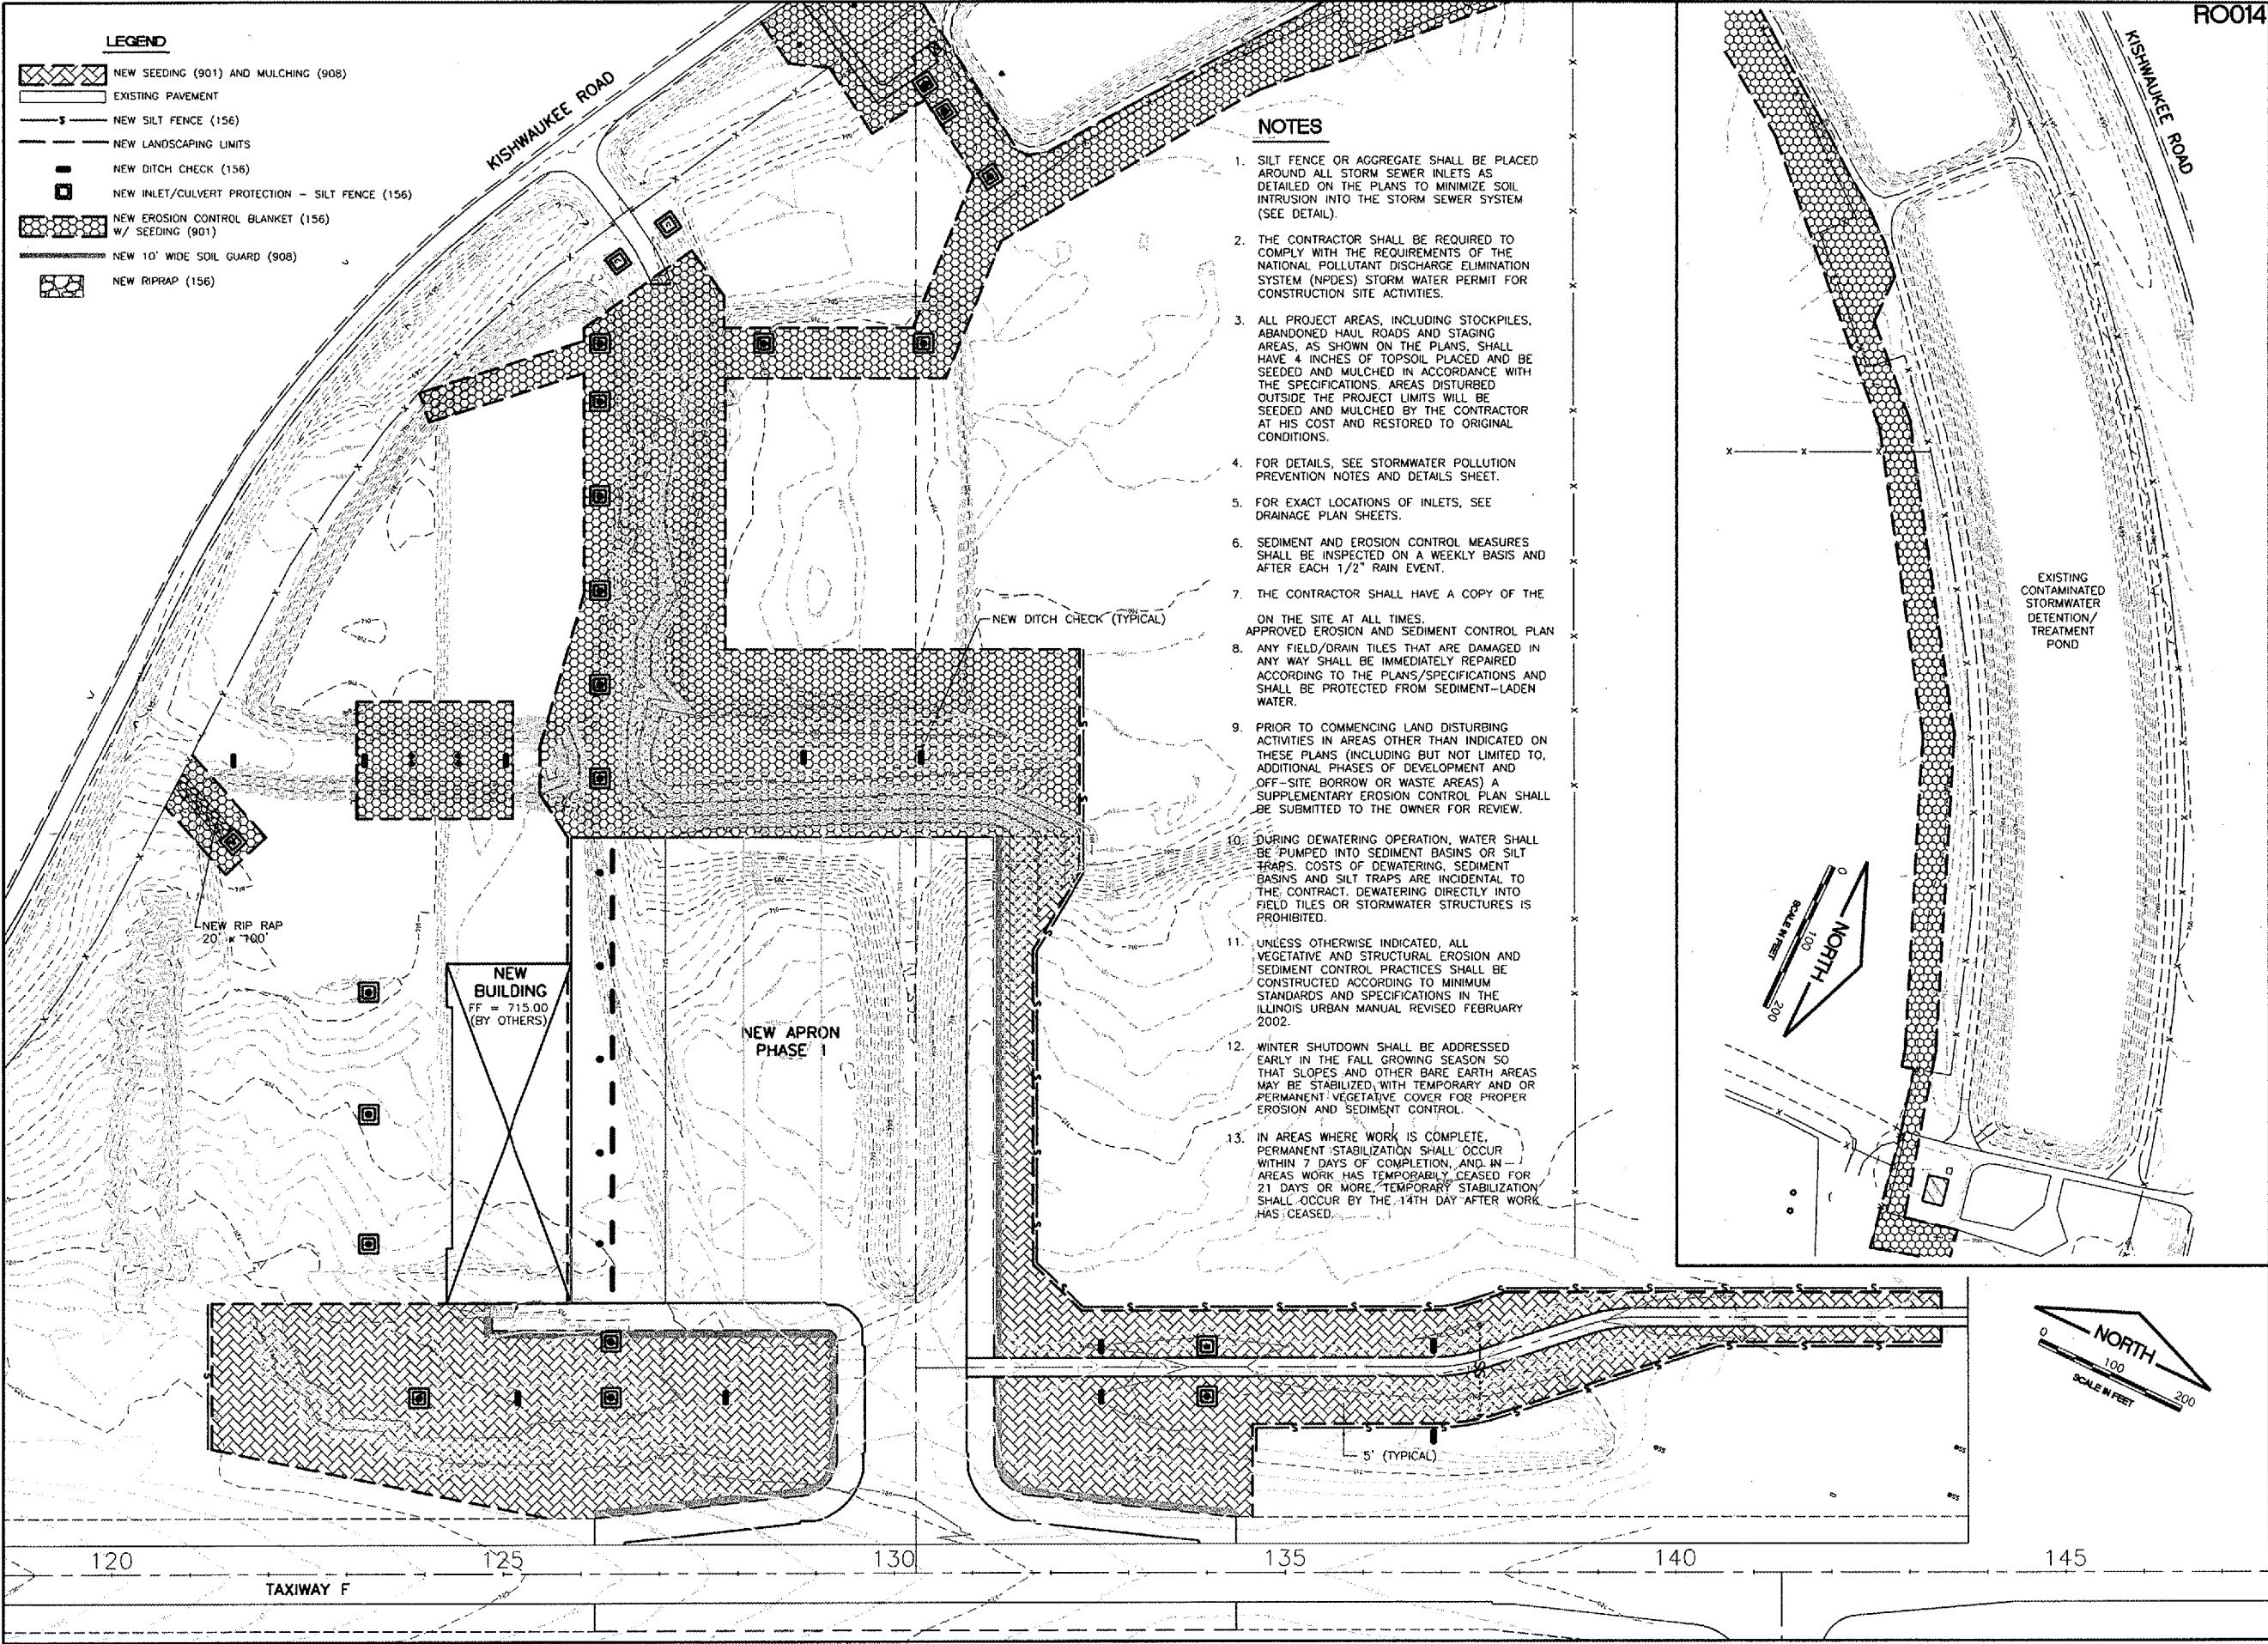 RO014
LEGEND
NEW SEEDING (901) AND MULCHING (908)
EXISTING PAVEMENT
S NEW SILT FENCE (156)
NEW LANDSCAPING LIMITS
NEW DITCH CHECK (156)
NEW INLET/CULVERT PROTECTION - SILT FENCE (156)
NEW EROSION CONTROL BLANKET (156)
W/ SEEDING (901)
NEW 10' WIDE SOIL GUARD (908)
NEW RIPRAP (156)
KISHWAUKEE ROAD
NOTES
1. SILT FENCE OR AGGREGATE SHALL BE PLACED
AROUND ALL STORM SEWER INLETS AS
DETAILED ON THE PLANS TO MINIMIZE SOIL
INTRUSION INTO THE STORM SEWER SYSTEM
(SEE DETAIL).
2. THE CONTRACTOR SHALL BE REQUIRED TO
COMPLY WITH THE REQUIREMENTS OF THE
NATIONAL POLLUTANT DISCHARGE ELIMINATION
SYSTEM (NPDES) STORM WATER PERMIT FOR
CONSTRUCTION SITE ACTIVITIES.
3. ALL PROJECT AREAS, INCLUDING STOCKPILES,
ABANDONED HAUL ROADS AND STAGING
AREAS, AS SHOWN ON THE PLANS, SHALL
HAVE 4 INCHES OF TOPSOIL PLACED AND BE
SEEDED AND MULCHED IN ACCORDANCE WITH
THE SPECIFICATIONS. AREAS DISTURBED
OUTSIDE THE PROJECT LIMITS WILL BE
SEEDED AND MULCHED BY THE CONTRACTOR
AT HIS COST AND RESTORED TO ORIGINAL
CONDITIONS.
4. FOR DETAILS, SEE STORMWATER POLLUTION
PREVENTION NOTES AND DETAILS SHEET.
5. FOR EXACT LOCATIONS OF INLETS, SEE
DRAINAGE PLAN SHEETS.
6. SEDIMENT AND EROSION CONTROL MEASURES
SHALL BE INSPECTED ON A WEEKLY BASIS AND
AFTER EACH 1/2" RAIN EVENT.
7. THE CONTRACTOR SHALL HAVE A COPY OF THE
ON THE SITE AT ALL TIMES.
APPROVED EROSION AND SEDIMENT CONTROL PLAN
8. ANY FIELD/DRAIN TILES THAT ARE DAMAGED IN
ANY WAY SHALL BE IMMEDIATELY REPAIRED
ACCORDING TO THE PLANS/SPECIFICATIONS AND
SHALL BE PROTECTED FROM SEDIMENT-LADEN
WATER.
9. PRIOR TO COMMENCING LAND DISTURBING
ACTIVITIES IN AREAS OTHER THAN INDICATED ON
THESE PLANS (INCLUDING BUT NOT LIMITED TO,
ADDITIONAL PHASES OF DEVELOPMENT AND
OFF-SITE BORROW OR WASTE AREAS) A
SUPPLEMENTARY EROSION CONTROL PLAN SHALL
BE SUBMITTED TO THE OWNER FOR REVIEW.
10. DURING DEWATERING OPERATION, WATER SHALL
BE PUMPED INTO SEDIMENT BASINS OR SILT
TRAPS. COSTS OF DEWATERING, SEDIMENT
BASINS AND SILT TRAPS ARE INCIDENTAL TO
THE CONTRACT. DEWATERING DIRECTLY INTO
FIELD TILES OR STORMWATER STRUCTURES IS
PROHIBITED.
11. UNLESS OTHERWISE INDICATED, ALL
VEGETATIVE AND STRUCTURAL EROSION AND
SEDIMENT CONTROL PRACTICES SHALL BE
CONSTRUCTED ACCORDING TO MINIMUM
STANDARDS AND SPECIFICATIONS IN THE
ILLINOIS URBAN MANUAL REVISED FEBRUARY
2002.
12. WINTER SHUTDOWN SHALL BE ADDRESSED
EARLY IN THE FALL GROWING SEASON SO
THAT SLOPES AND OTHER BARE EARTH AREAS
MAY BE STABILIZED WITH TEMPORARY AND OR
PERMANENT VEGETATIVE COVER FOR PROPER
EROSION AND SEDIMENT CONTROL.
13. IN AREAS WHERE WORK IS COMPLETE,
PERMANENT STABILIZATION SHALL OCCUR
WITHIN 7 DAYS OF COMPLETION, AND IN
AREAS WORK HAS TEMPORARILY CEASED FOR
21 DAYS OR MORE, TEMPORARY STABILIZATION
SHALL OCCUR BY THE 14TH DAY AFTER WORK
HAS CEASED.
KISHWAUKEE ROAD
EXISTING
CONTAMINATED
STORMWATER
DETENTION/
TREATMENT
POND
NORTH
0 100 200
SCALE IN FEET
NEW DITCH CHECK (TYPICAL)
NEW RIP RAP
20' x 100'
NEW
BUILDING
FF = 715.00
(BY OTHERS)
NEW APRON
PHASE 1
NORTH
0 100 200
SCALE IN FEET
5' (TYPICAL)
120 125 130 135 140 145
TAXIWAY F